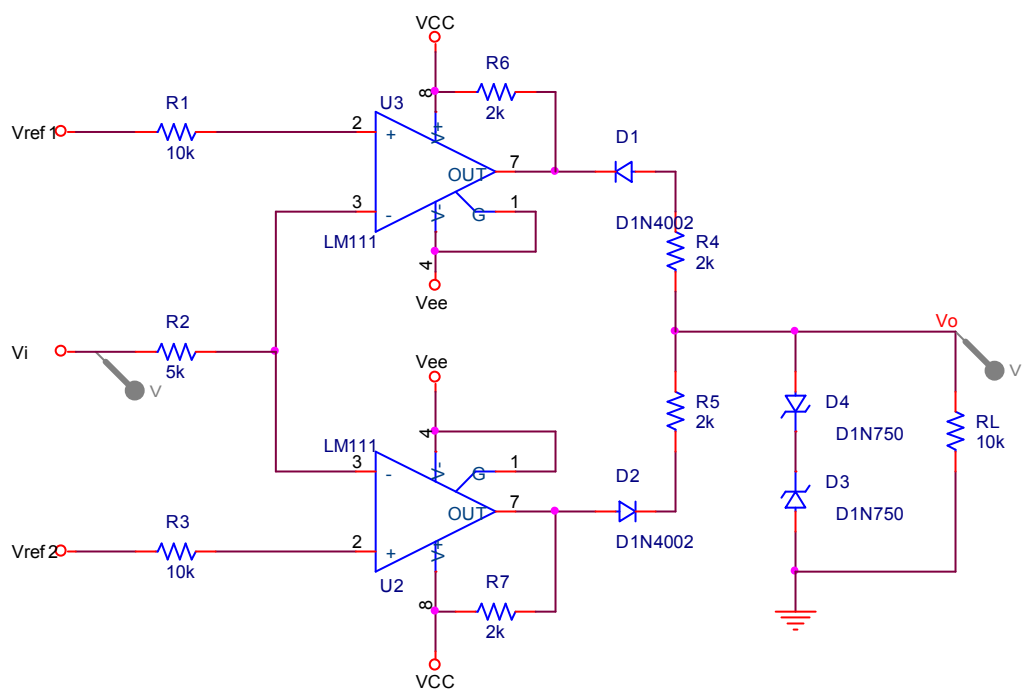 VCC
R6
2k
8
V+
U3
R1
Vref 1
10k
2
+
7
OUT
D1
D1N4002
3
-
V-
G
1
LM111
4
Vee
R4
2k
R2
Vi
5k
V
Vo
V
Vee
4
LM111
3
-
V-
G
1
R5
2k
D4
D1N750
RL
10k
D2
D1N4002
7
OUT
D3
D1N750
R3
Vref 2
10k
2
+
V+
U2
8
R7
2k
VCC